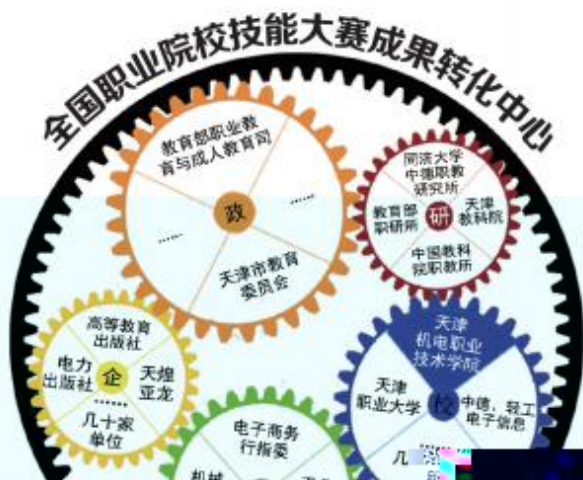 全国职业院校技能大赛成果转化中心
教育部职业教
育与成人教育司
政
......
......
天津市教育
委员会
同济大学
中德职教
研究所
教育部
职研所
研
天津
教科院
中国教科
院职教所
高等教育
出版社
电力
出版社
企
天煌
亚龙
......
几十家
单位
天津
机电职业
技术学院
天津
职业大学
校
中德、轻工
电子信息
......
几
电子商务
行指委
机械